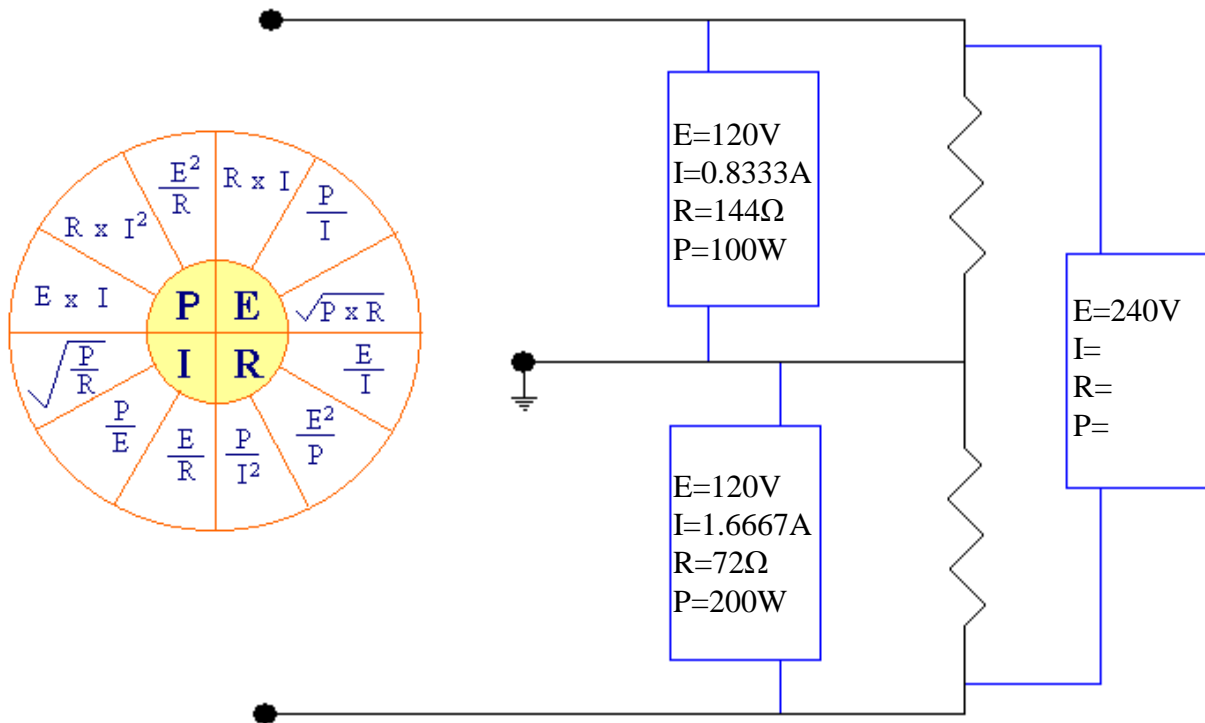 E²/R
R x I
P/I
R x I²
E x I
P E
√P x R
I R
√P/R
E/I
P/E
E/R
P/I²
E²/P
E=120V
I=0.8333A
R=144Ω
P=100W
E=240V
I=
R=
P=
E=120V
I=1.6667A
R=72Ω
P=200W